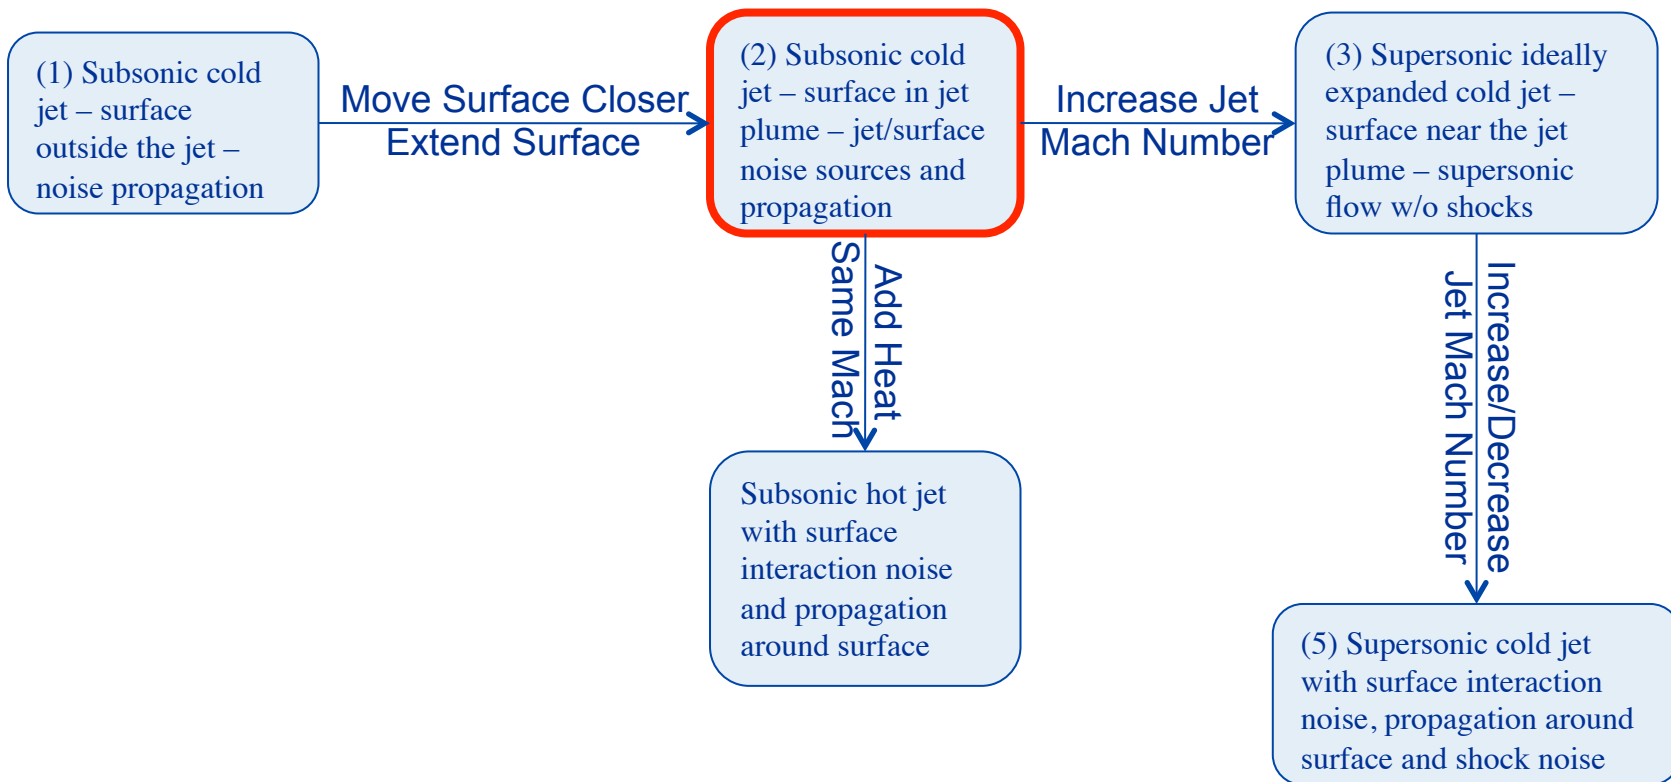 (1) Subsonic cold
jet – surface
outside the jet –
noise propagation
Move Surface Closer
Extend Surface
(2) Subsonic cold
jet – surface in jet
plume – jet/surface
noise sources and
propagation
Increase Jet
Mach Number
(3) Supersonic ideally
expanded cold jet –
surface near the jet
plume – supersonic
flow w/o shocks
Add Heat
Same Mach
Increase/Decrease
Jet Mach Number
Subsonic hot jet
with surface
interaction noise
and propagation
around surface
(5) Supersonic cold jet
with surface interaction
noise, propagation around
surface and shock noise